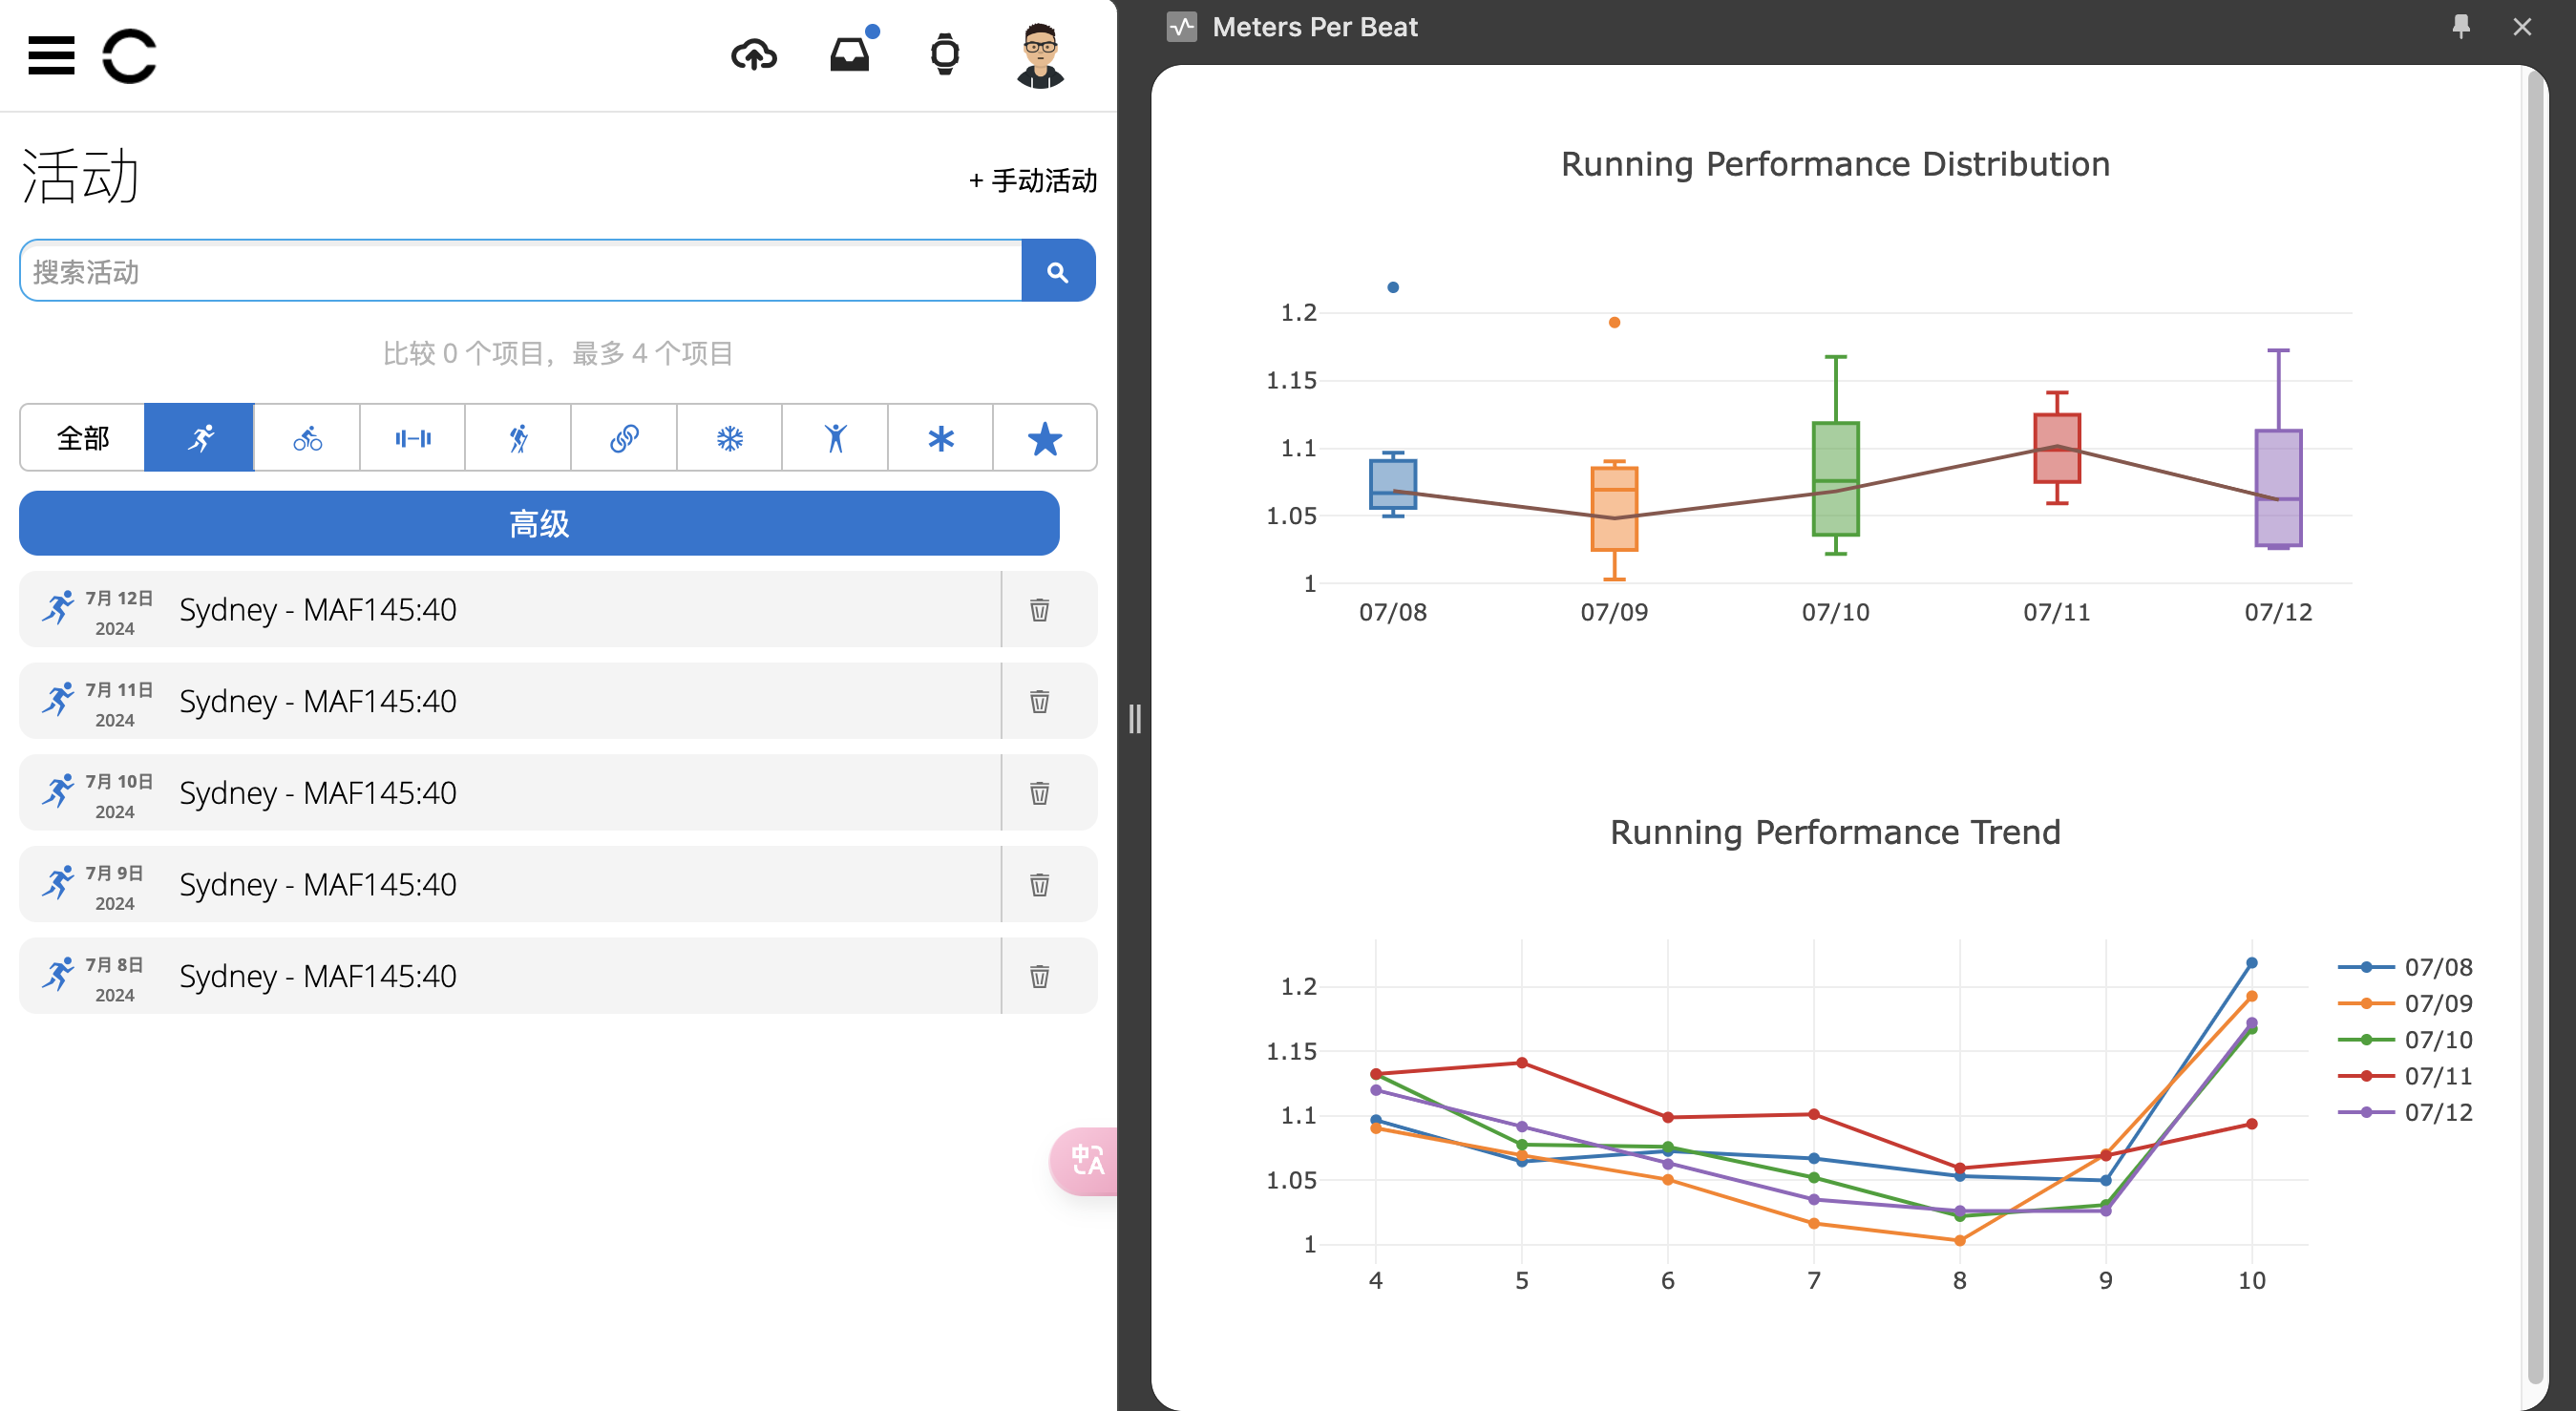 活动
+ 手动活动
搜索活动
比较 0 个项目，最多 4 个项目
全部
高级
7月 12日
2024
Sydney - MAF145:40
7月 11日
2024
Sydney - MAF145:40
7月 10日
2024
Sydney - MAF145:40
7月 9日
2024
Sydney - MAF145:40
7月 8日
2024
Sydney - MAF145:40
中 A
Meters Per Beat
Running Performance Distribution
1.2
1.15
1.1
1.05
1
07/08 07/09 07/10 07/11 07/12
Running Performance Trend
1.2
1.15
1.1
1.05
1
4 5 6 7 8 9 10
07/08
07/09
07/10
07/11
07/12